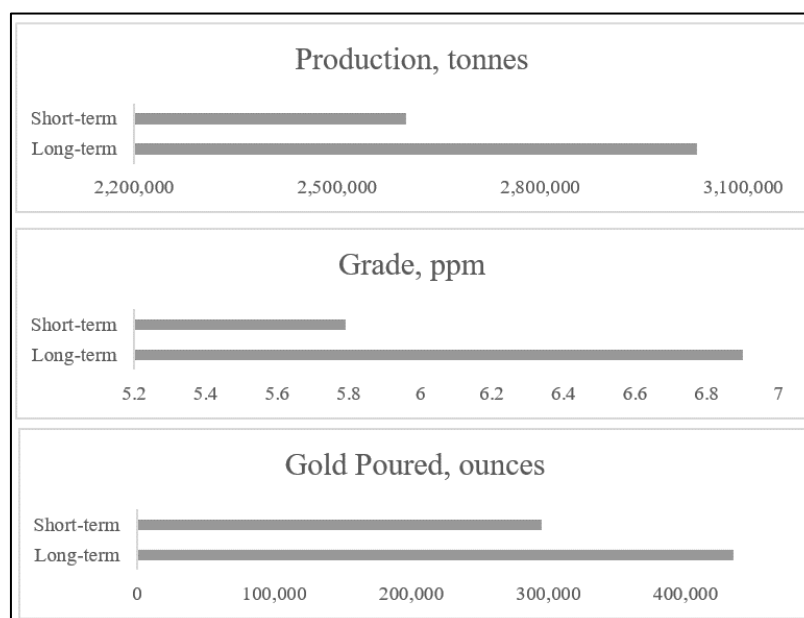 Production, tonnes
Short-term
Long-term
2,200,000 2,500,000 2,800,000 3,100,000
Grade, ppm
Short-term
Long-term
5.2 5.4 5.6 5.8 6 6.2 6.4 6.6 6.8 7
Gold Poured, ounces
Short-term
Long-term
0 100,000 200,000 300,000 400,000